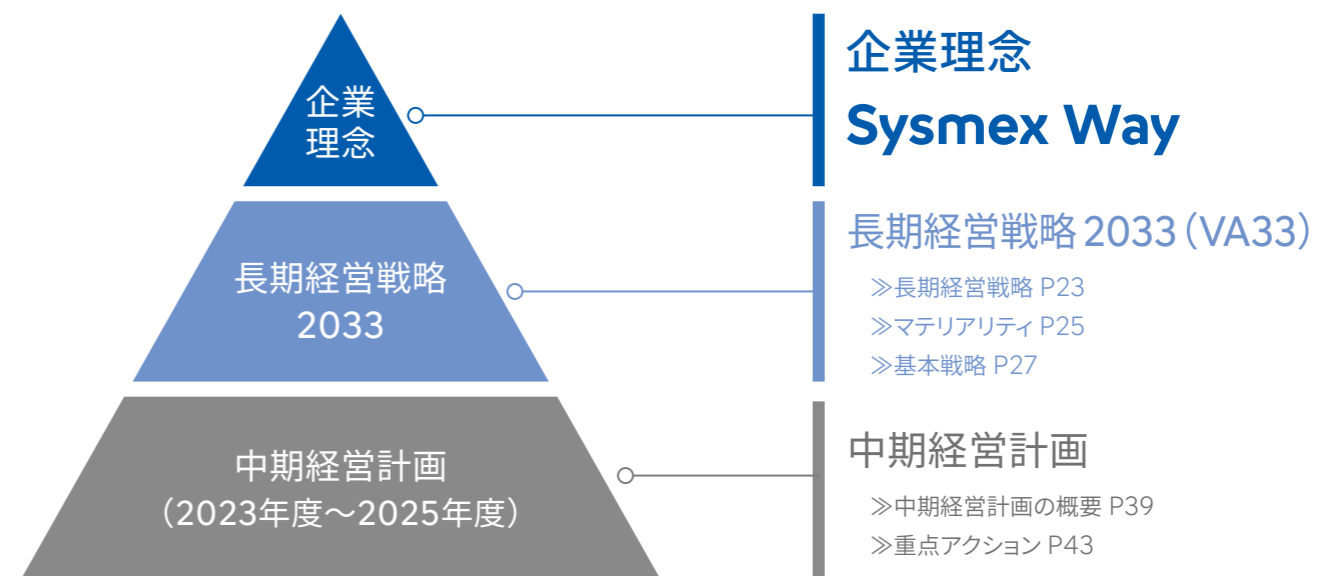 企業
理念
企業理念
Sysmex Way
長期経営戦略
2033
長期経営戦略2033(VA33)
≫長期経営戦略 P23
≫マテリアリティ P25
≫基本戦略 P27
中期経営計画
(2023年度～2025年度)
中期経営計画
≫中期経営計画の概要 P39
≫重点アクション P43